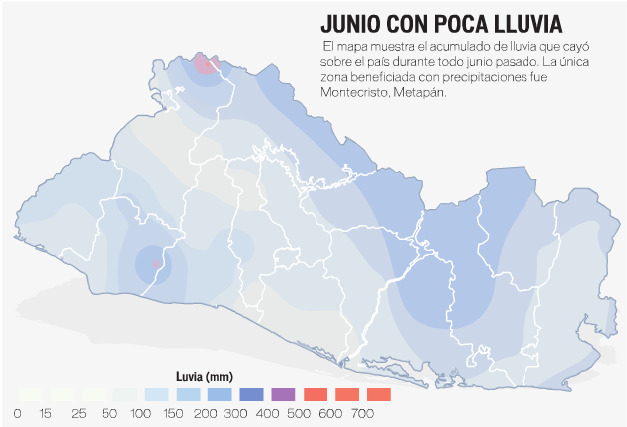 JUNIO CON POCA LLUVIA
El mapa muestra el acumulado de lluvia que cayó
sobre el país durante todo junio pasado. La única
zona beneficiada con precipitaciones fue
Montecristo, Metapán.
Luvia (mm)
0 15 25 50 100 150 200 300 400 500 600 700